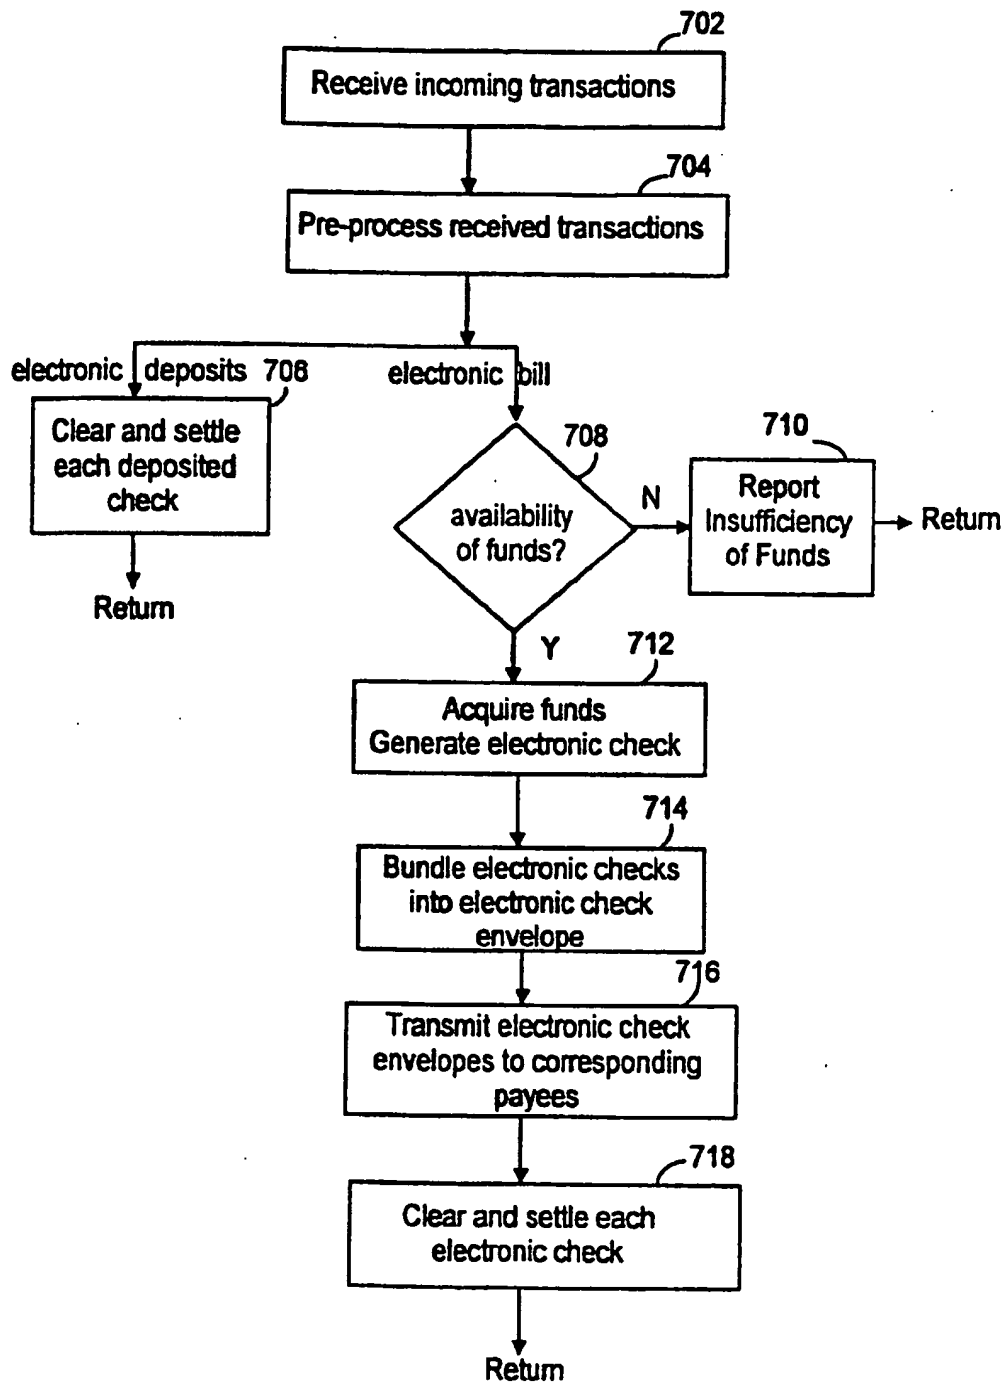 702
Receive incoming transactions
704
Pre-process received transactions
electronic deposits 708
electronic bill
Clear and settle
each deposited
check
Return
708
availability
of funds?
N
710
Report
Insufficiency
of Funds
Return
Y
712
Acquire funds
Generate electronic check
714
Bundle electronic checks
into electronic check
envelope
716
Transmit electronic check
envelopes to corresponding
payees
718
Clear and settle each
electronic check
Return